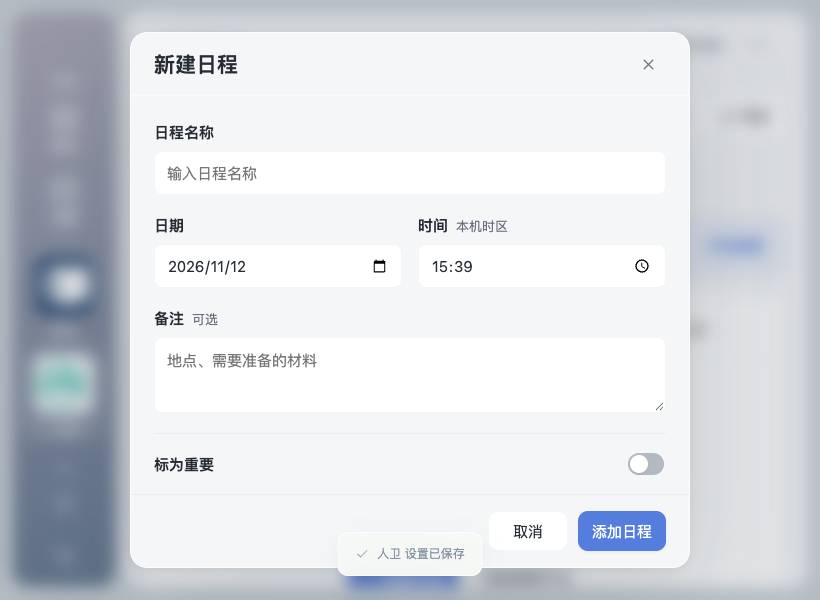 新建日程
日程名称
输入日程名称
日期
时间 本机时区
2026/11/12
15:39
备注 可选
地点、需要准备的材料
标为重要
取消
添加日程
人卫 设置已保存